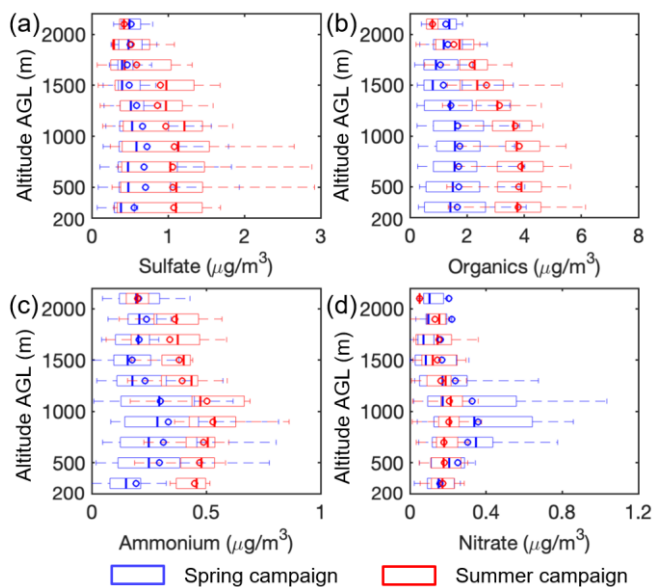 (a)
Altitude AGL (m)
2000
1500
1000
500
200
0
1
2
3
Sulfate (μg/m³)
(b)
Altitude AGL (m)
2000
1500
1000
500
200
0
2
4
6
8
Organics (μg/m³)
(c)
Altitude AGL (m)
2000
1500
1000
500
200
0
0.5
1
Ammonium (μg/m³)
(d)
Altitude AGL (m)
2000
1500
1000
500
200
0
0.4
0.8
1.2
Nitrate (μg/m³)
Spring campaign
Summer campaign